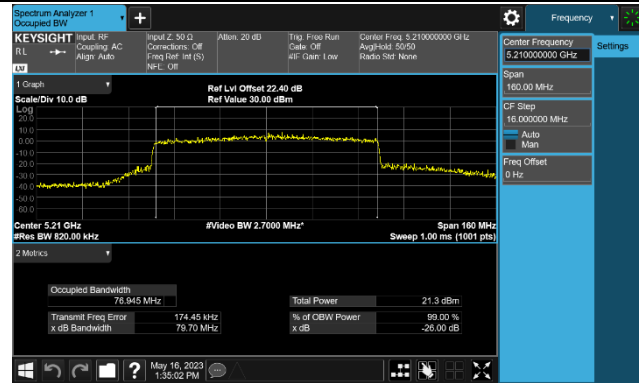 Spectrum Analyzer 1
Occupied BW
Frequency
KEYSIGHT
RL
LXI
Input: RF
Coupling: AC
Align: Auto
Input Z: 50 Ω
Corrections: Off
Freq Ref: Int (S)
NFE: Off
Atten: 20 dB
Trig: Free Run
Gate: Off
#IF Gain: Low
Center Freq: 5.210000000 GHz
Avg|Hold: 50/50
Radio Std: None
Center Frequency
5.210000000 GHz
Settings
Span
160.00 MHz
CF Step
16.000000 MHz
Auto
Man
Freq Offset
0 Hz
1 Graph
Scale/Div 10.0 dB
Ref Lvl Offset 22.40 dB
Ref Value 30.00 dBm
Log
20.0
10.0
0.00
-10.0
-20.0
-30.0
-40.0
-50.0
-60.0
Center 5.21 GHz
#Video BW 2.7000 MHz*
Span 160 MHz
#Res BW 820.00 kHz
Sweep 1.00 ms (1001 pts)
2 Metrics
Occupied Bandwidth
76.945 MHz
Total Power
21.3 dBm
Transmit Freq Error
174.45 kHz
% of OBW Power
99.00 %
x dB Bandwidth
79.70 MHz
x dB
-26.00 dB
?
May 16, 2023
1:35:02 PM